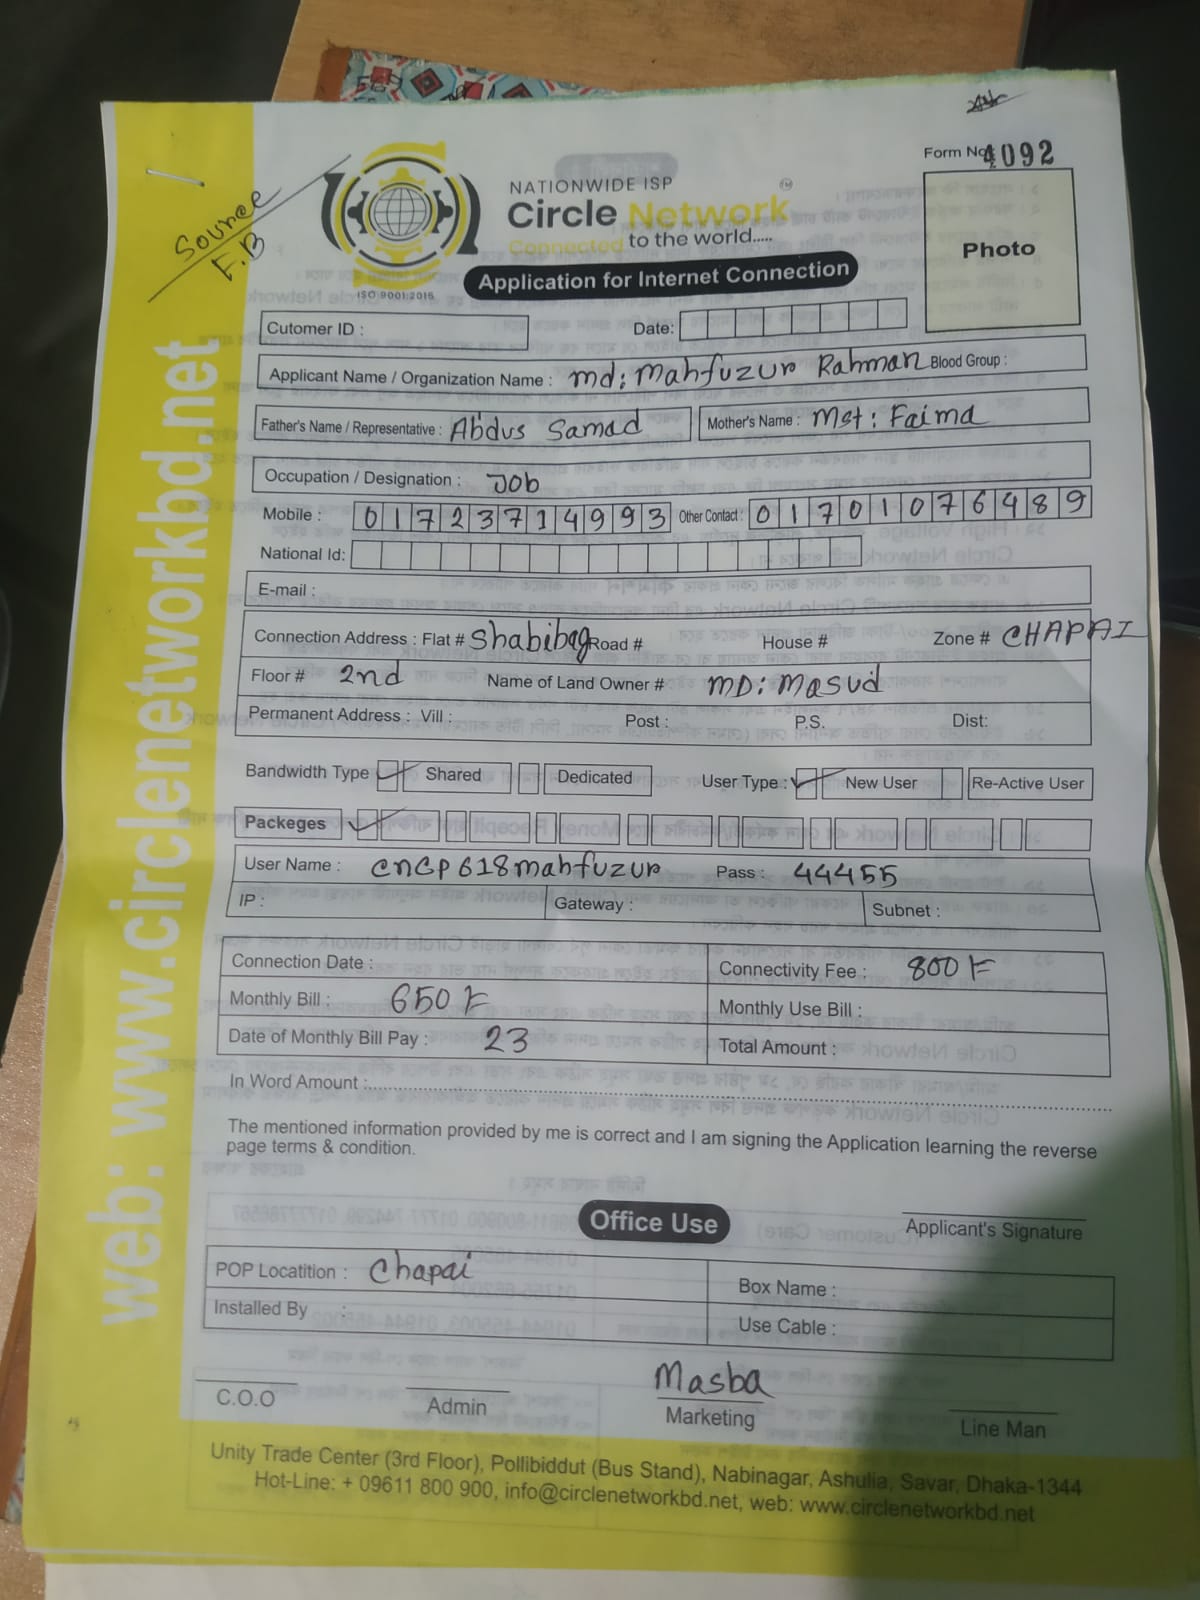 Form No. 4092
Source
F.B
NATIONWIDE ISP
Circle Network TM
Connected to the world.....
ISO 9001:2015
Application for Internet Connection
Photo
Cutomer ID :
Date:
Applicant Name / Organization Name : md: Mahfuzur Rahman Blood Group :
Father's Name / Representative : Abdus Samad Mother's Name : Mst: Faima
Occupation / Designation : Job
Mobile : 01723714993 Other Contact : 01701076489
National Id:
E-mail :
Connection Address : Flat # Shabibag Road # House # Zone # CHAPAI
Floor # 2nd Name of Land Owner # MD: Masud
Permanent Address : Vill : Post : P.S. Dist:
Bandwidth Type Shared Dedicated User Type : New User Re-Active User
Packeges
User Name : CNCP618mahfuzur Pass : 44455
IP : Gateway : Subnet :
Connection Date : Connectivity Fee : 800 F
Monthly Bill : 650 F Monthly Use Bill :
Date of Monthly Bill Pay : 23 Total Amount :
In Word Amount :
The mentioned information provided by me is correct and I am signing the Application learning the reverse
page terms & condition.
Applicant's Signature
Office Use
POP Locatition : Chapai Box Name :
Installed By : Use Cable :
Masba
C.O.O Admin Marketing Line Man
Unity Trade Center (3rd Floor), Pollibiddut (Bus Stand), Nabinagar, Ashulia, Savar, Dhaka-1344
Hot-Line: + 09611 800 900, info@circlenetworkbd.net, web: www.circlenetworkbd.net
web: www.circlenetworkbd.net